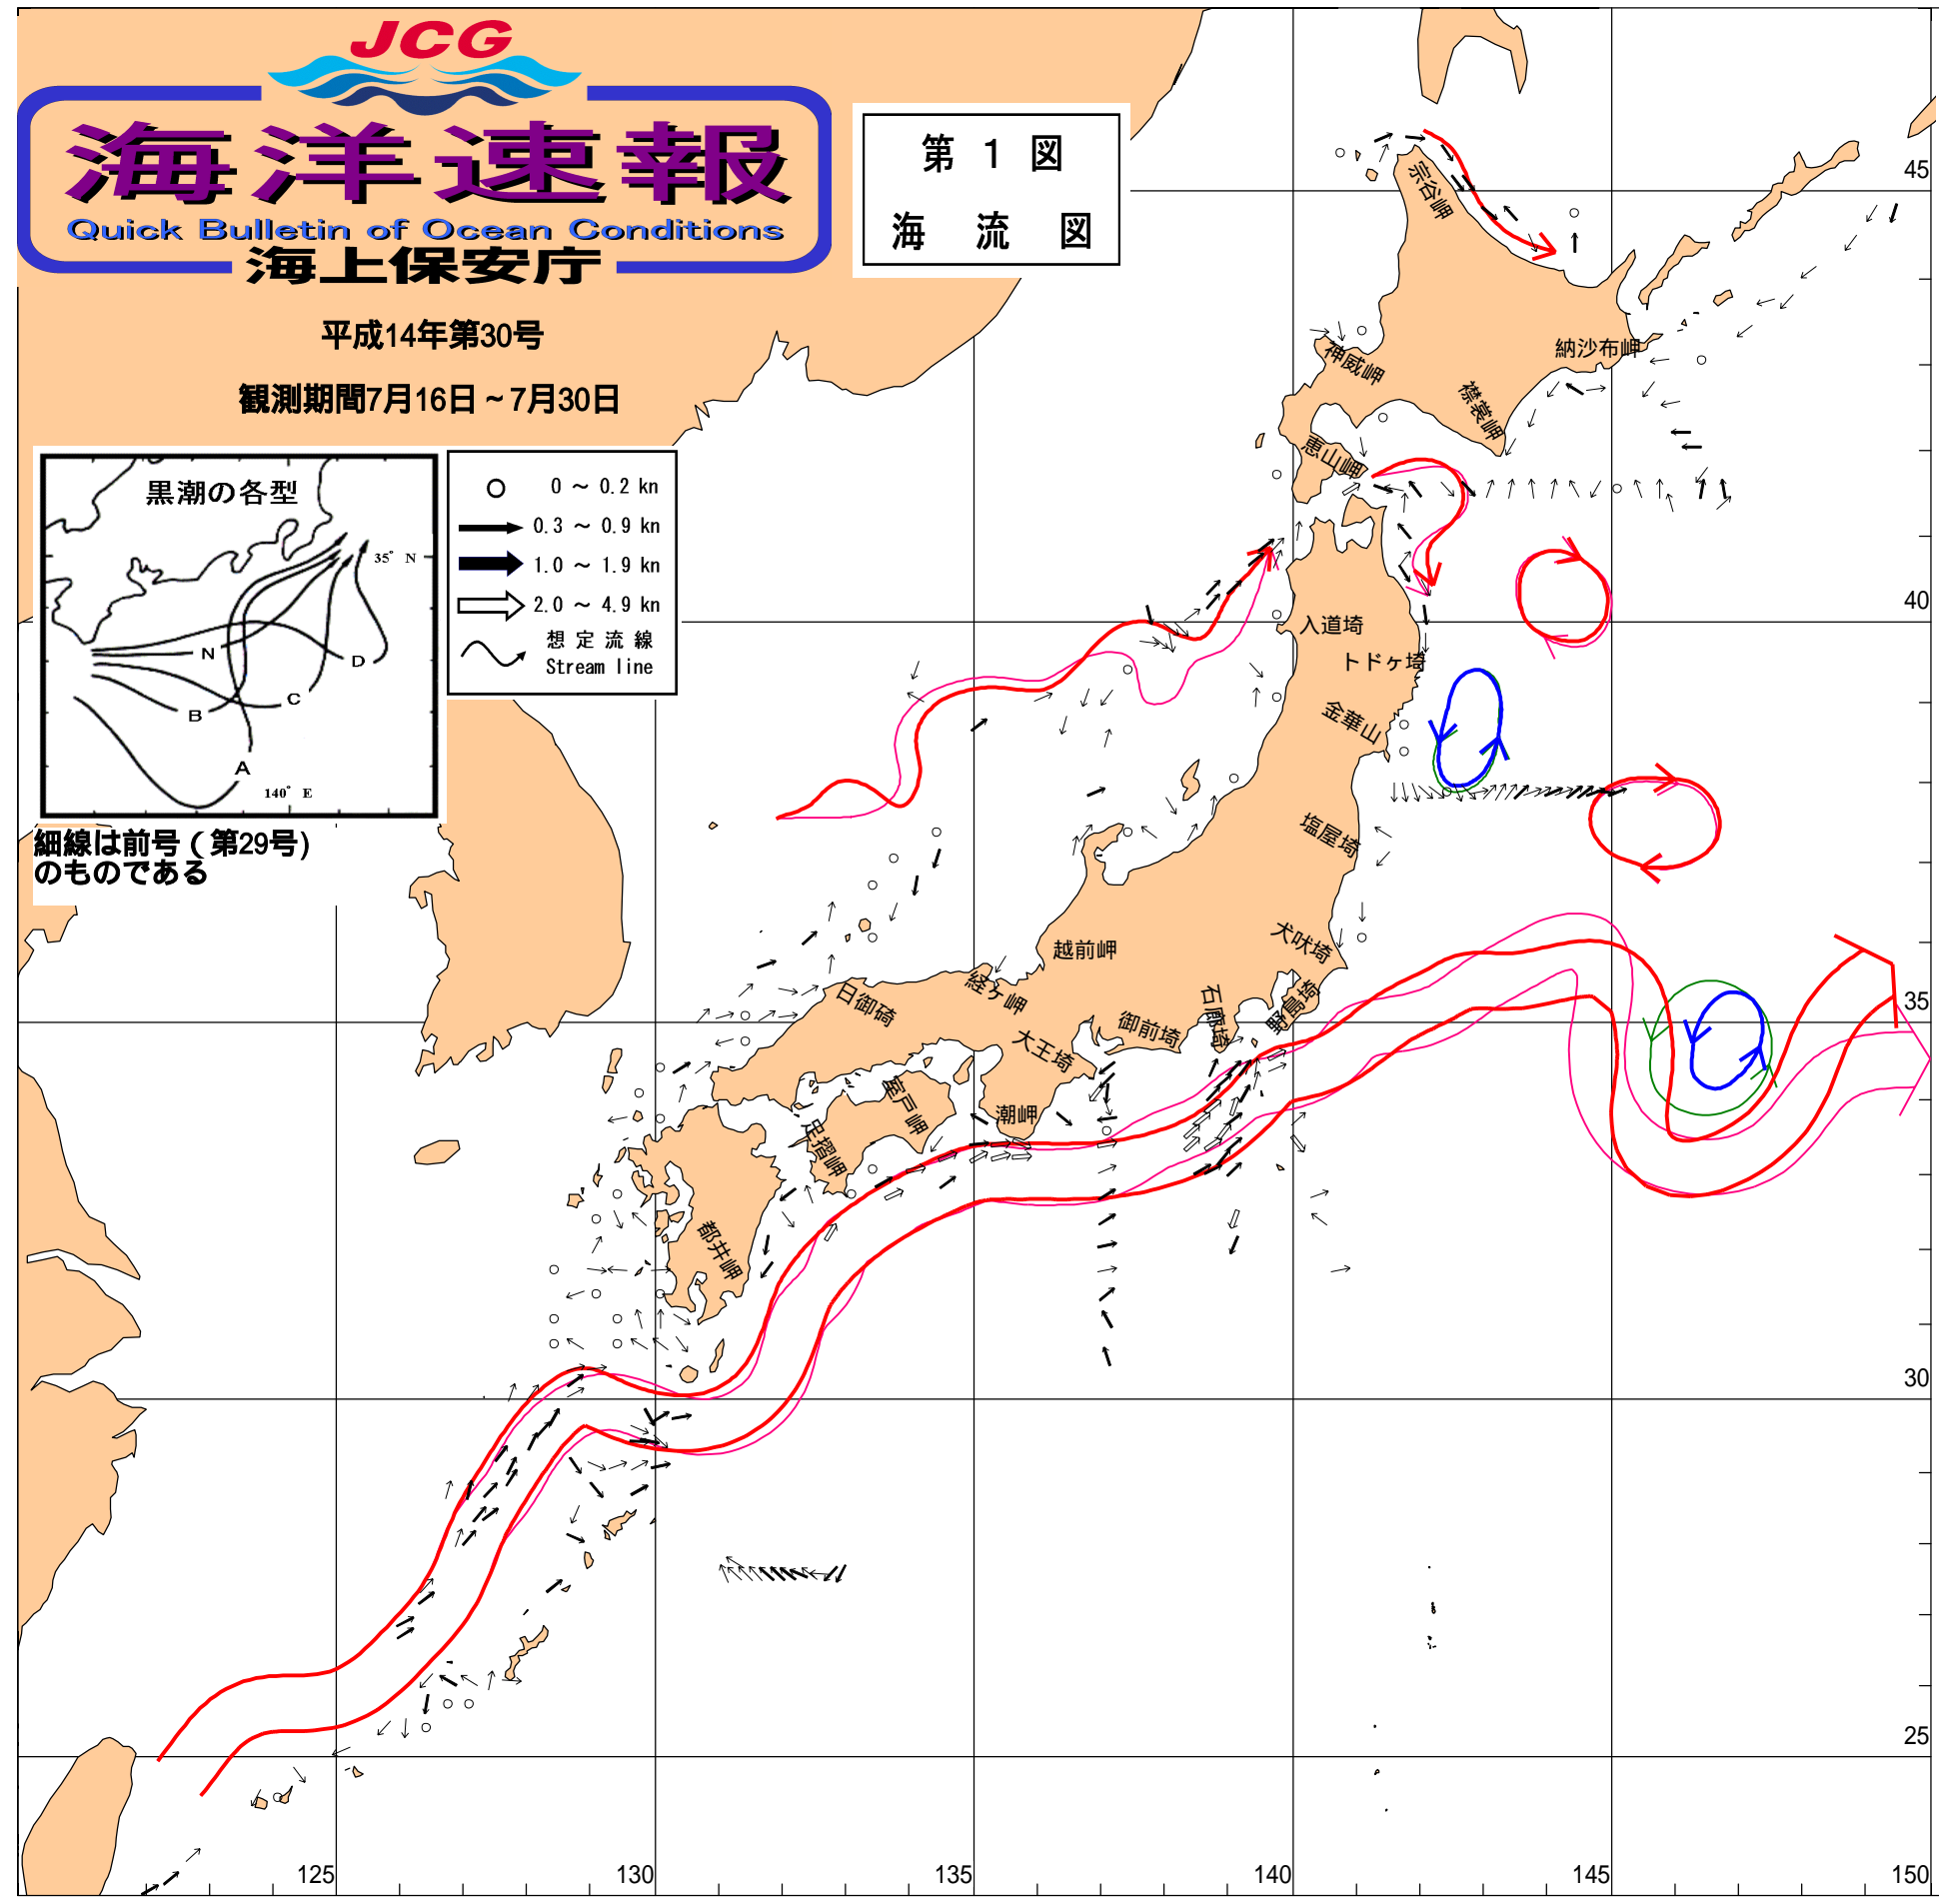 JCG
海洋速報
Quick Bulletin of Ocean Conditions
海上保安庁
平成14年第30号
観測期間7月16日~7月30日
第 1 図
海 流 図
黒潮の各型
35° N
N
D
C
B
A
140° E
0 ~ 0.2 kn
0.3 ~ 0.9 kn
1.0 ~ 1.9 kn
2.0 ~ 4.9 kn
想定流線
Stream line
細線は前号(第29号)
のものである
宗谷岬
45
神威岬
納沙布岬
襟裳岬
恵山岬
40
入道埼
トドヶ埼
金華山
塩屋埼
犬吠埼
越前岬
経ケ岬
日御碕
石廊埼
野島埼
35
御前埼
大王埼
室戸岬
潮岬
足摺岬
都井岬
30
25
125
130
135
140
145
150